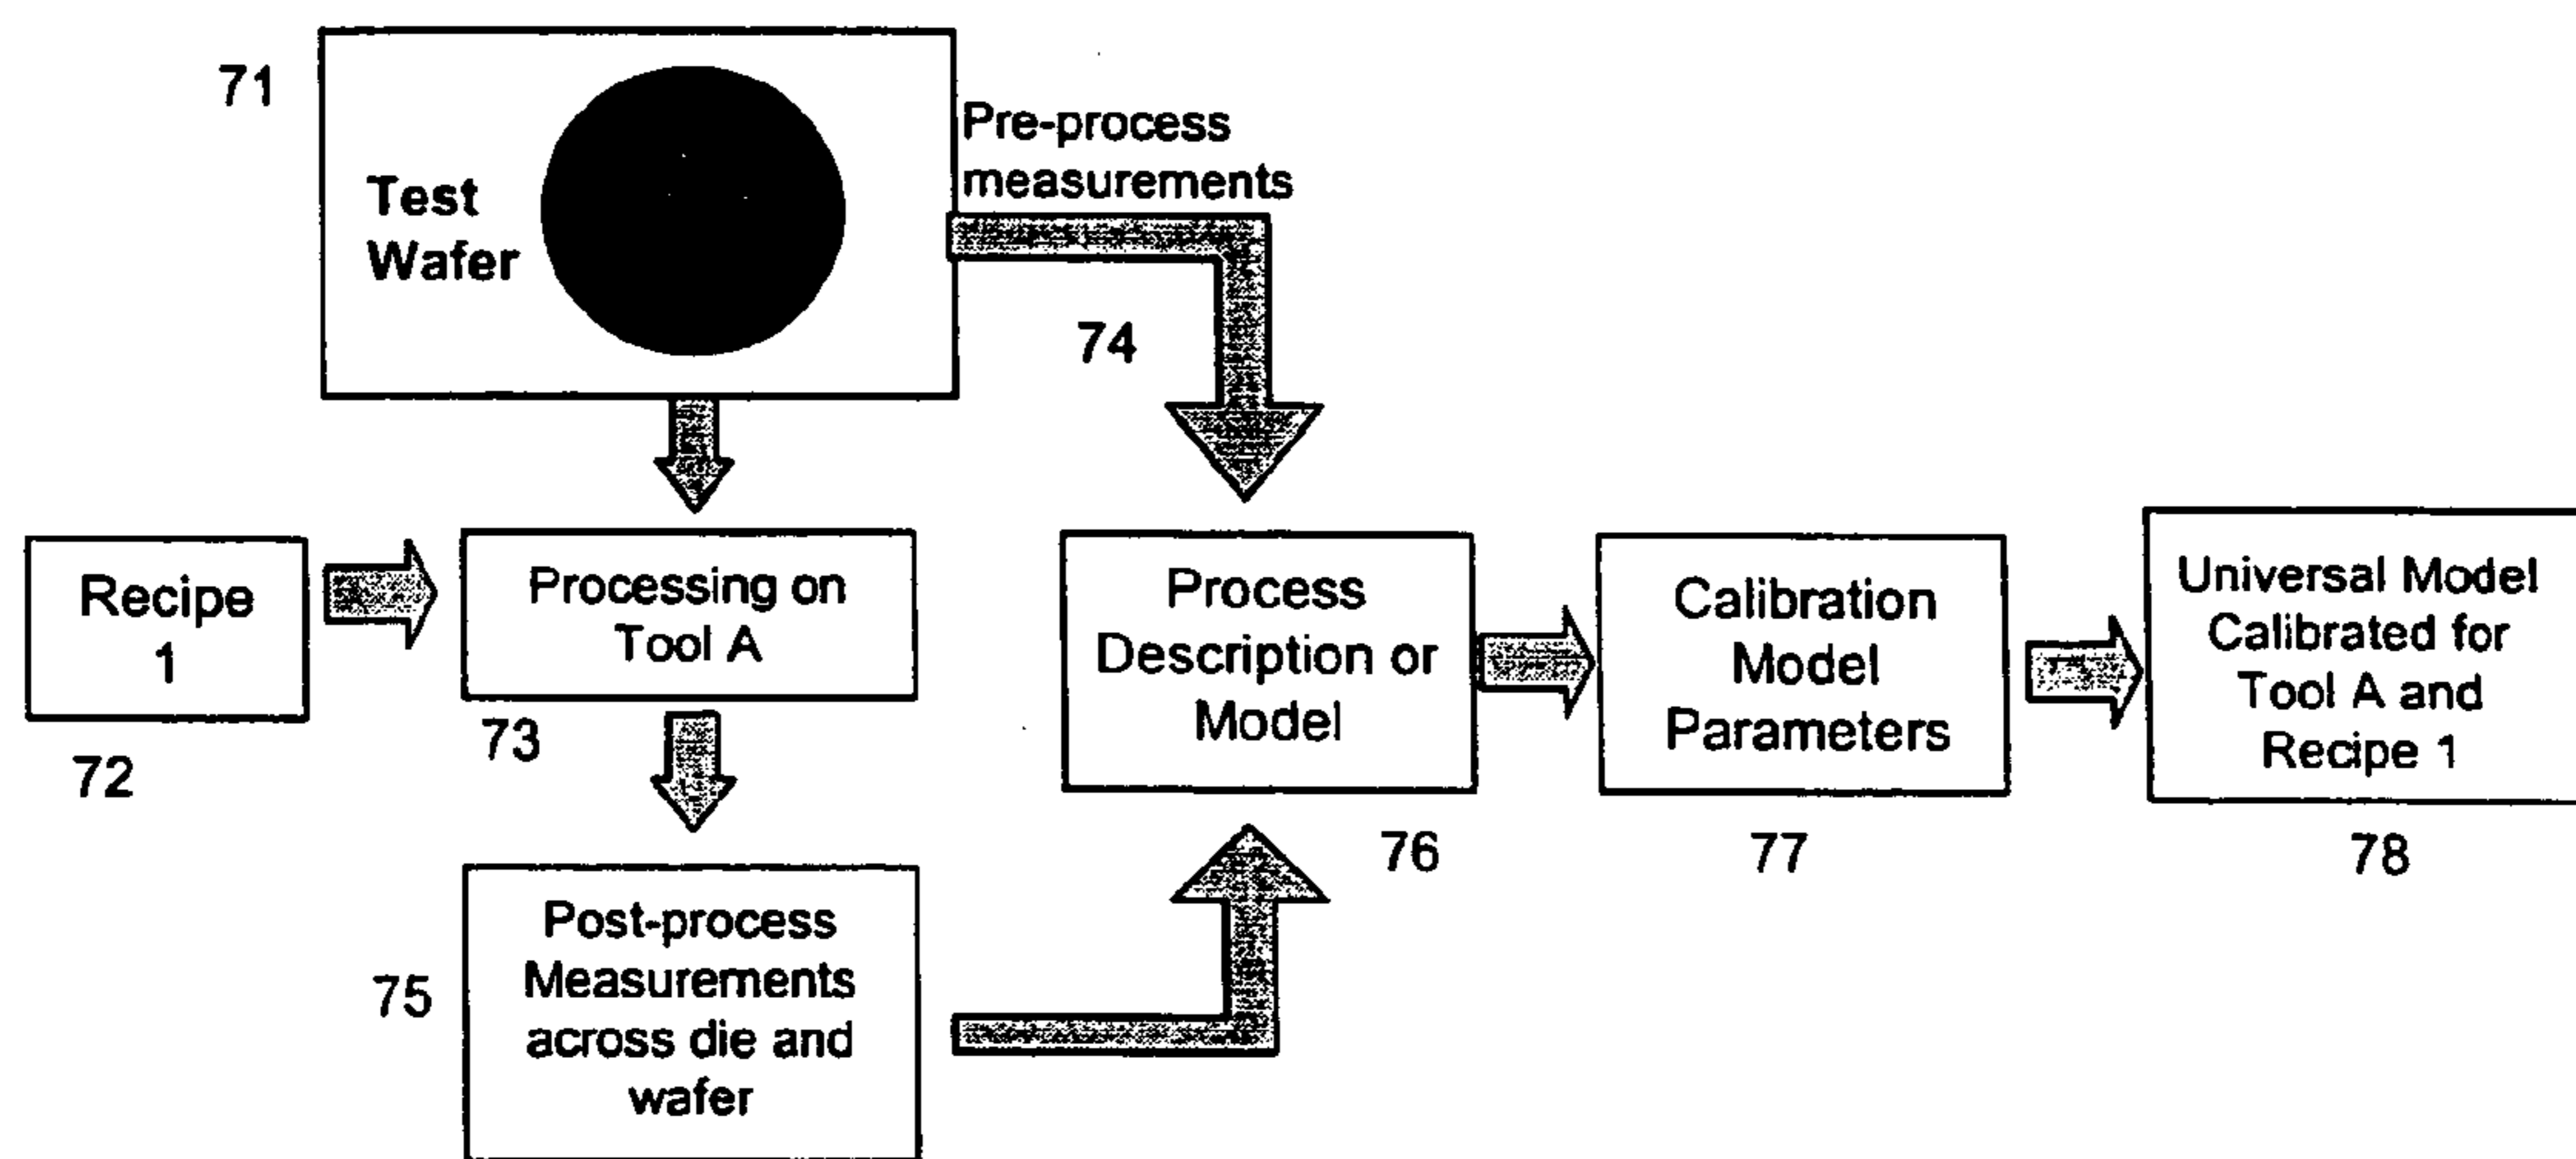 71
Test
Wafer
Pre-process
measurements
74
Recipe
1
72
Processing on
Tool A
73
Post-process
Measurements
across die and
wafer
75
Process
Description or
Model
76
Calibration
Model
Parameters
77
Universal Model
Calibrated for
Tool A and
Recipe 1
78